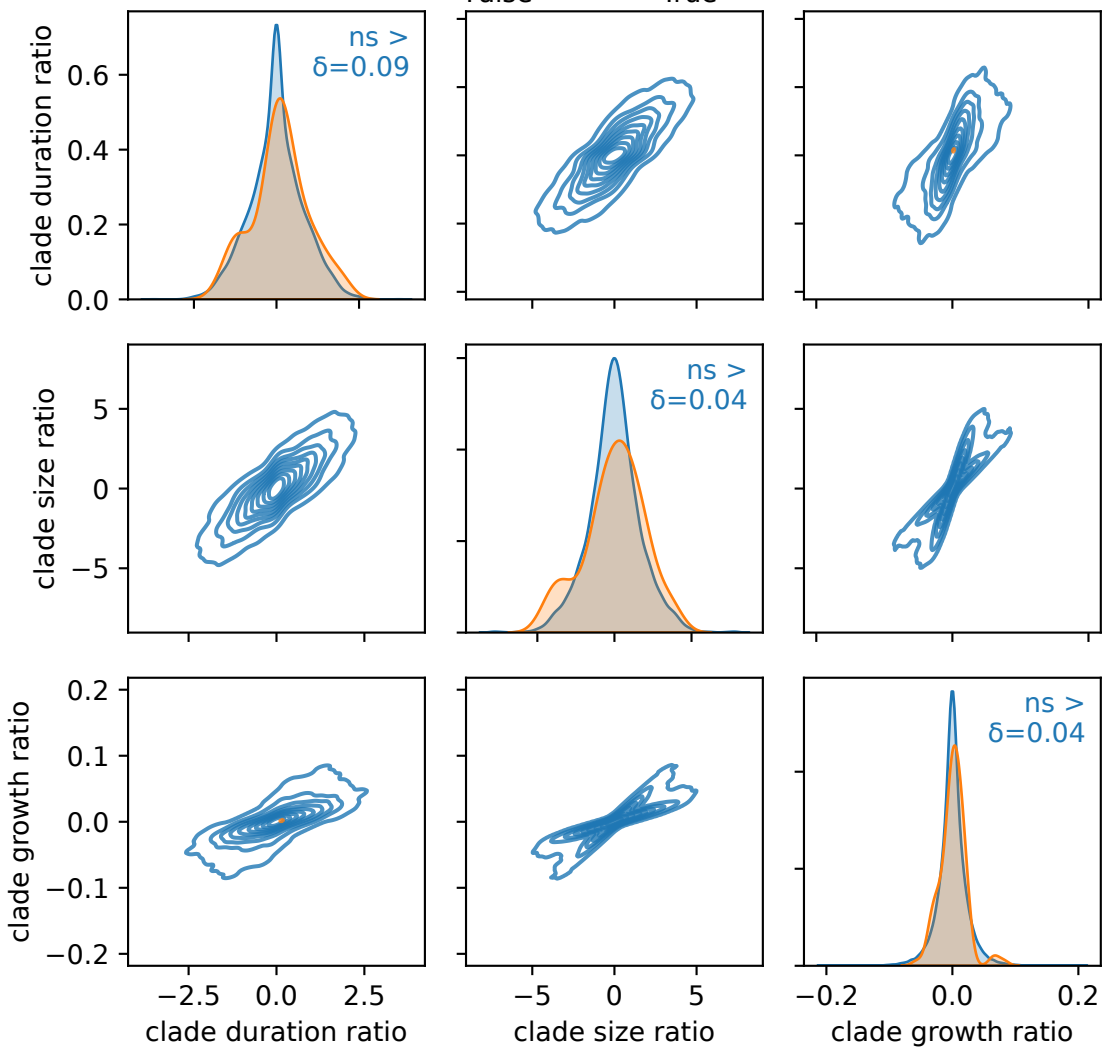 clade duration ratio
0.6
0.4
0.2
0.0
ns >
δ=0.09
clade size ratio
5
0
−5
ns >
δ=0.04
clade growth ratio
0.2
0.1
0.0
−0.1
−0.2
ns >
δ=0.04
−2.5 0.0 2.5
−5 0 5
−0.2 0.0 0.2
clade duration ratio
clade size ratio
clade growth ratio